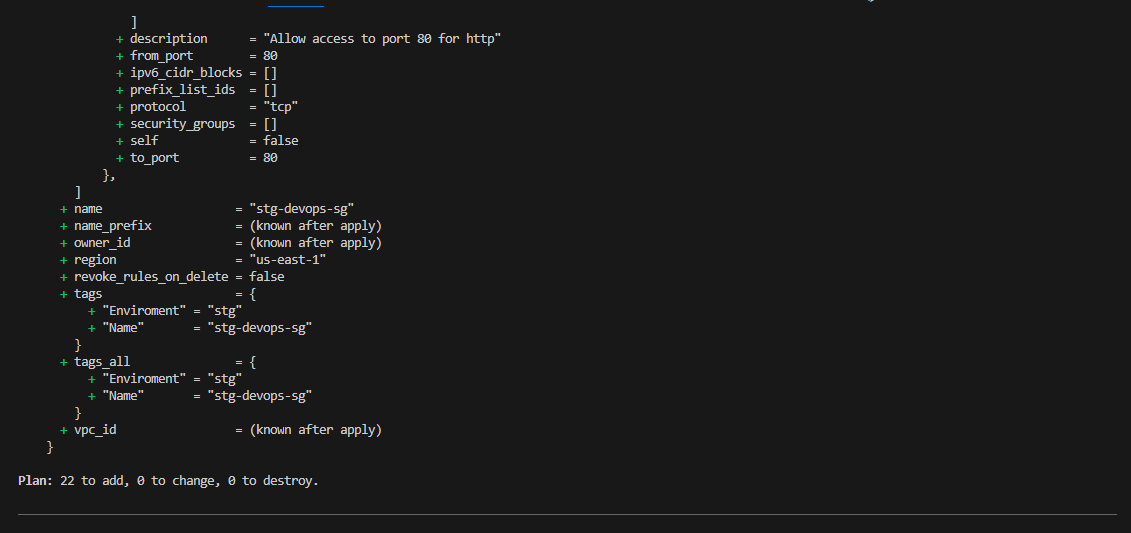 ]
+ description = "Allow access to port 80 for http"
+ from_port = 80
+ ipv6_cidr_blocks = []
+ prefix_list_ids = []
+ protocol = "tcp"
+ security_groups = []
+ self = false
+ to_port = 80
},
]
+ name = "stg-devops-sg"
+ name_prefix = (known after apply)
+ owner_id = (known after apply)
+ region = "us-east-1"
+ revoke_rules_on_delete = false
+ tags = {
+ "Enviroment" = "stg"
+ "Name" = "stg-devops-sg"
}
+ tags_all = {
+ "Enviroment" = "stg"
+ "Name" = "stg-devops-sg"
}
+ vpc_id = (known after apply)
}
Plan: 22 to add, 0 to change, 0 to destroy.